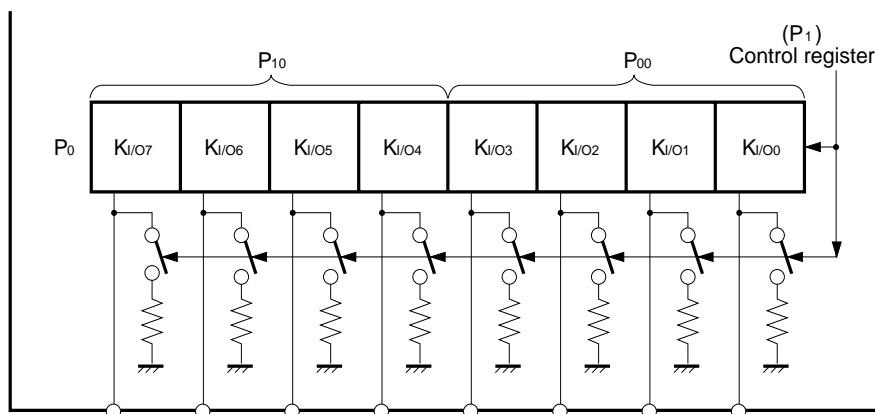 (P1)
Control register
P10 P00
P0 KI/O7 KI/O6 KI/O5 KI/O4 KI/O3 KI/O2 KI/O1 KI/O0